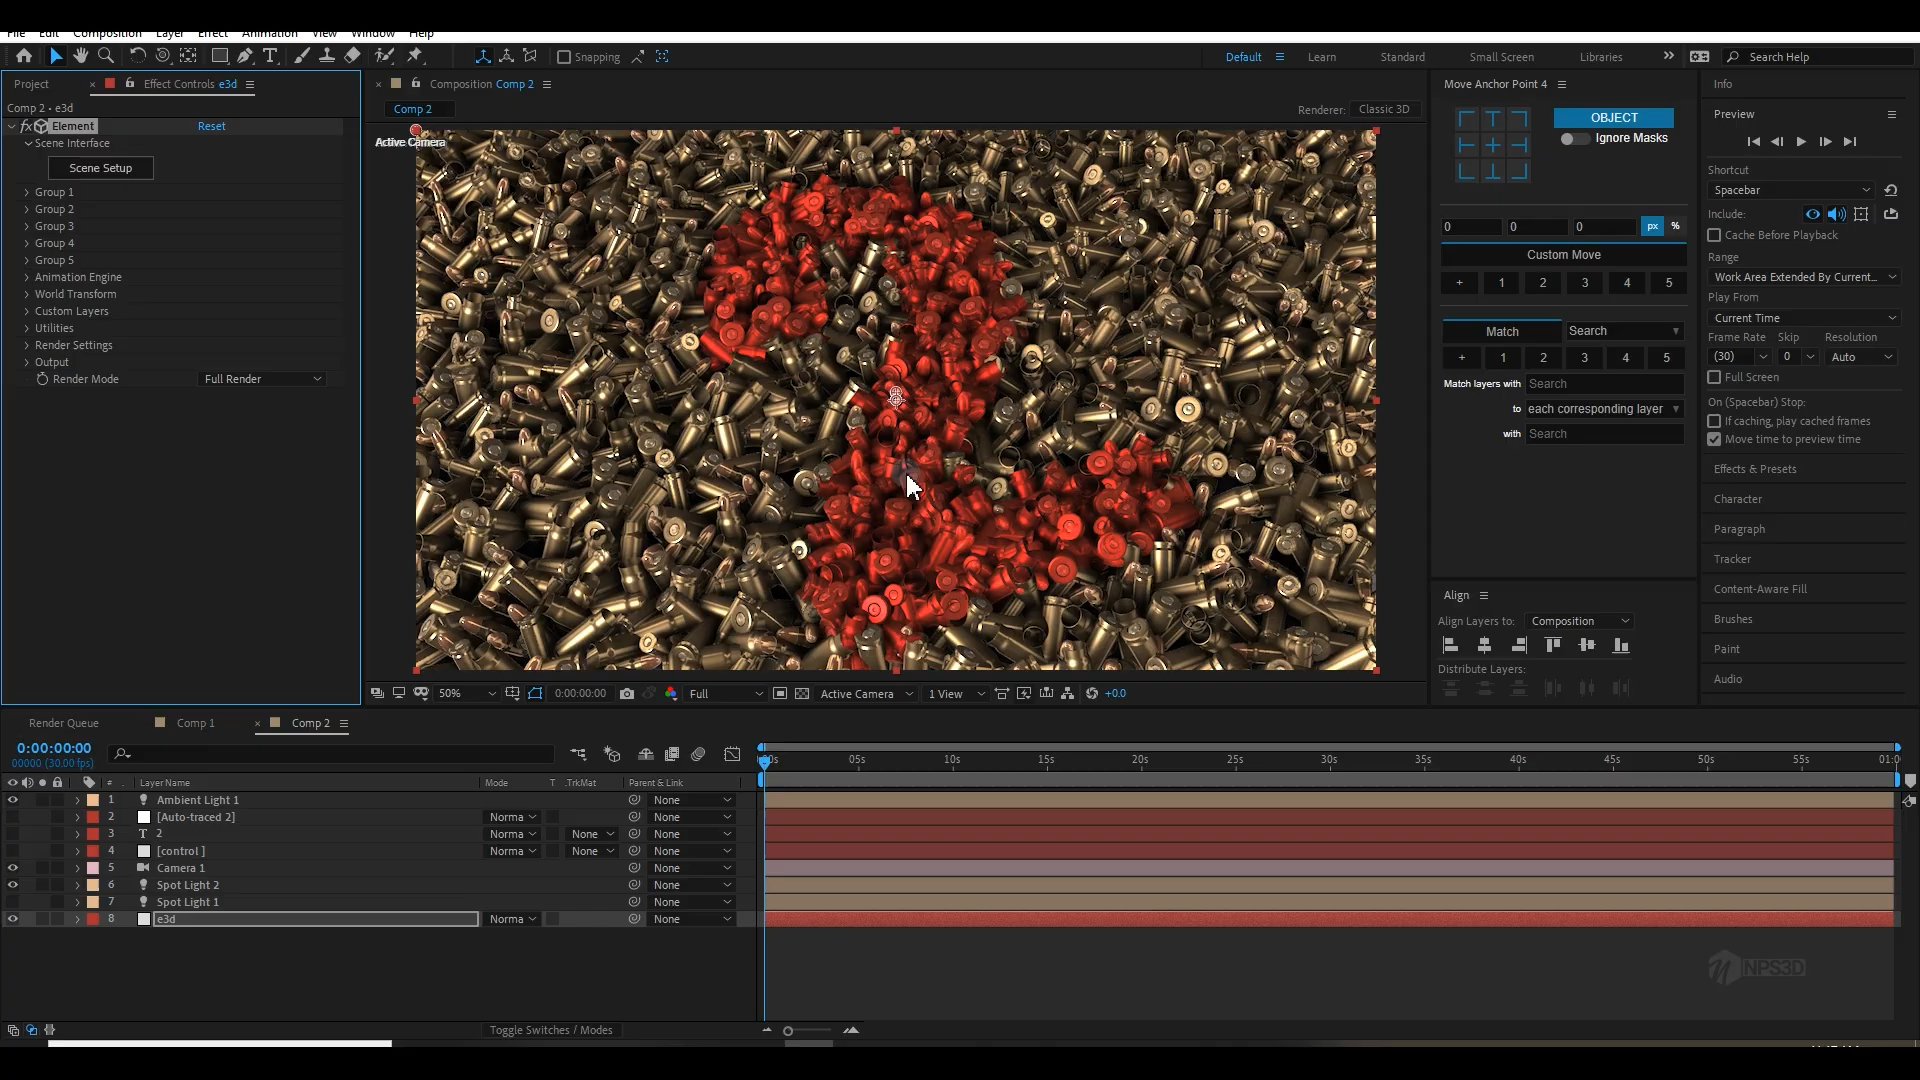 File Edit Composition Layer Effect Animation View Window Help
Snapping
Default Learn Standard Small Screen Libraries Search Help
Project Effect Controls e3d
Comp 2 • e3d
fx Element Reset
Scene Interface
Scene Setup
Group 1
Group 2
Group 3
Group 4
Group 5
Animation Engine
World Transform
Custom Layers
Utilities
Render Settings
Output
Render Mode Full Render
Composition Comp 2
Comp 2
Renderer: Classic 3D
Active Camera
50% 0:00:00:00 Full Active Camera 1 View +0.0
Move Anchor Point 4
OBJECT
Ignore Masks
0 0 0 px %
Custom Move
+ 1 2 3 4 5
Match Search
+ 1 2 3 4 5
Match layers with Search
to each corresponding layer
with Search
Align
Align Layers to: Composition
Distribute Layers:
Info
Preview
Shortcut
Spacebar
Include:
Cache Before Playback
Range
Work Area Extended By Current...
Play From
Current Time
Frame Rate Skip Resolution
(30) 0 Auto
Full Screen
On (Spacebar) Stop:
If caching, play cached frames
Move time to preview time
Effects & Presets
Character
Paragraph
Tracker
Content-Aware Fill
Brushes
Paint
Audio
Render Queue Comp 1 Comp 2
0:00:00:00
00000 (30.00 fps)
05s 10s 15s 20s 25s 30s 35s 40s 45s 50s 55s 01:0
# Layer Name Mode T .TrkMat Parent & Link
1 Ambient Light 1 None
2 [Auto-traced 2] Norma None
3 T 2 Norma None None
4 [control ] Norma None None
5 Camera 1 None
6 Spot Light 2 None
7 Spot Light 1 None
8 e3d Norma None
NPS3D
Toggle Switches / Modes